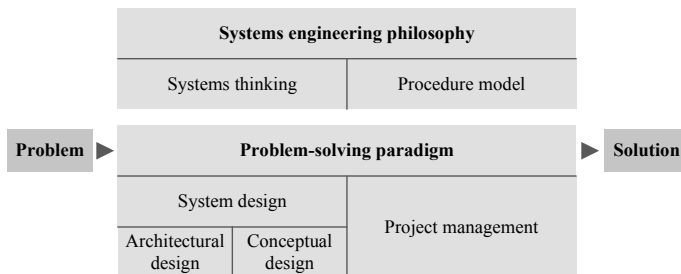 Systems engineering philosophy
Systems thinking
Procedure model
Problem
Problem-solving paradigm
Solution
System design
Project management
Architectural
design
Conceptual
design